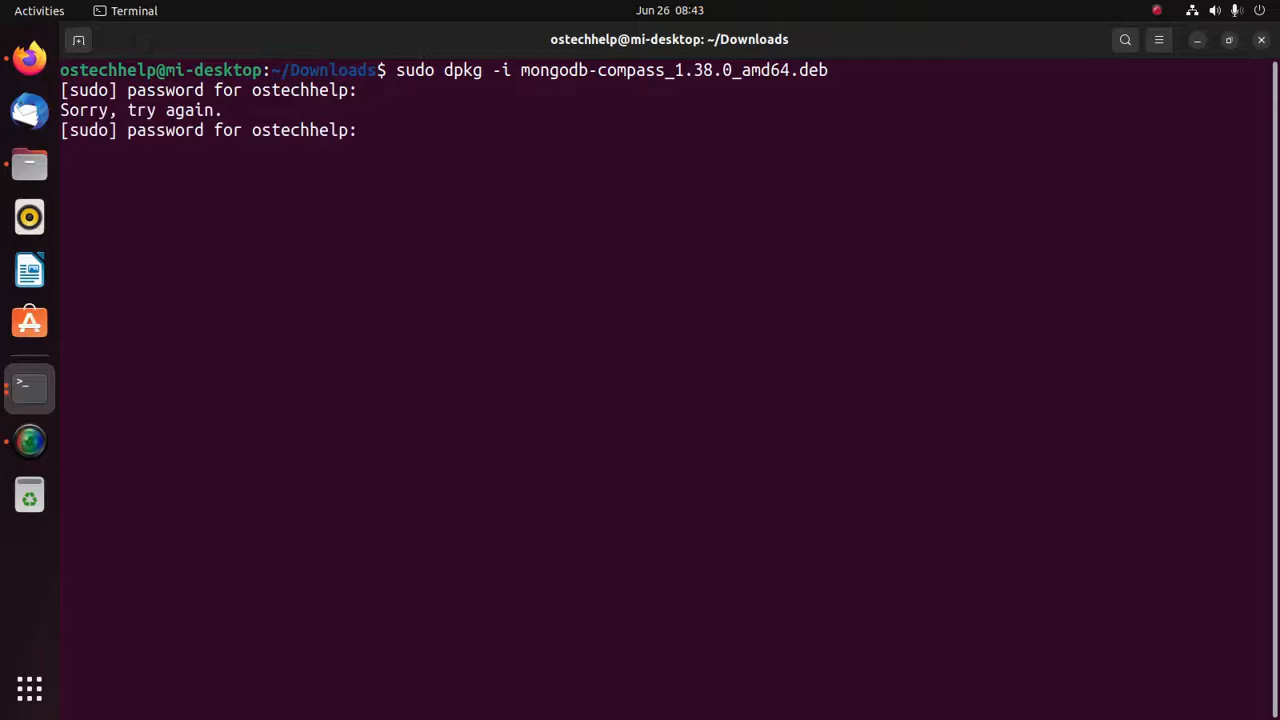 Activities
Terminal
Jun 26 08:43
ostechhelp@mi-desktop: ~/Downloads
ostechhelp@mi-desktop:~/Downloads$ sudo dpkg -i mongodb-compass_1.38.0_amd64.deb
[sudo] password for ostechhelp:
Sorry, try again.
[sudo] password for ostechhelp: